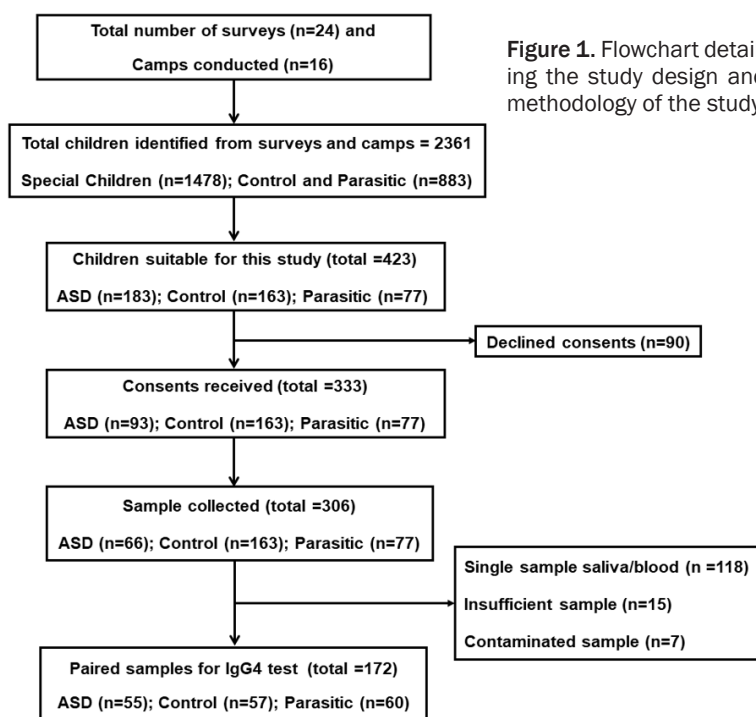 Total number of surveys (n=24) and
Camps conducted (n=16)
Figure 1. Flowchart detail
ing the study design and
methodology of the study
Total children identified from surveys and camps = 2361
Special Children (n=1478); Control and Parasitic (n=883)
Children suitable for this study (total =423)
ASD (n=183); Control (n=163); Parasitic (n=77)
Declined consents (n=90)
Consents received (total =333)
ASD (n=93); Control (n=163); Parasitic (n=77)
Sample collected (total =306)
ASD (n=66); Control (n=163); Parasitic (n=77)
Single sample saliva/blood (n =118)
Insufficient sample (n=15)
Contaminated sample (n=7)
Paired samples for IgG4 test (total =172)
ASD (n=55); Control (n=57); Parasitic (n=60)